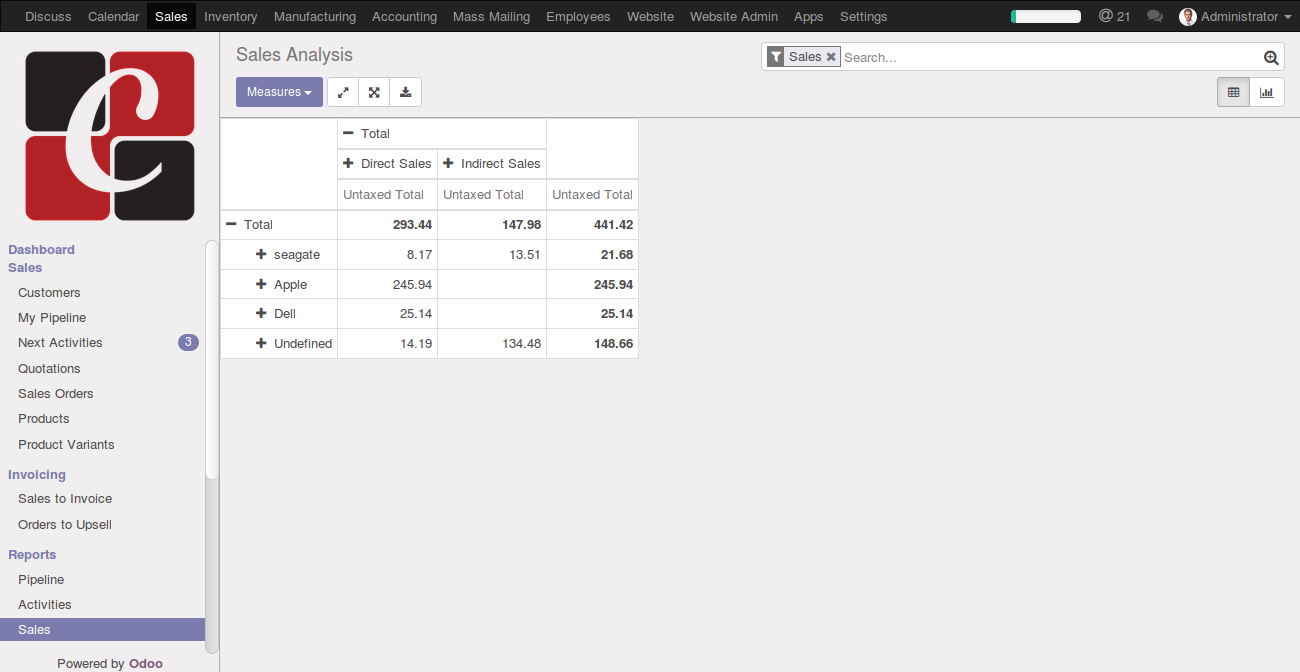 Discuss Calendar Sales Inventory Manufacturing Accounting Mass Mailing Employees Website Website Admin Apps Settings @ 21 Administrator
C
Dashboard
Sales
Customers
My Pipeline
Next Activities 3
Quotations
Sales Orders
Products
Product Variants
Invoicing
Sales to Invoice
Orders to Upsell
Reports
Pipeline
Activities
Sales
Powered by Odoo
Sales Analysis
Sales Search...
Measures
Total
Direct Sales Indirect Sales
Untaxed Total Untaxed Total Untaxed Total
Total 293.44 147.98 441.42
seagate 8.17 13.51 21.68
Apple 245.94 245.94
Dell 25.14 25.14
Undefined 14.19 134.48 148.66